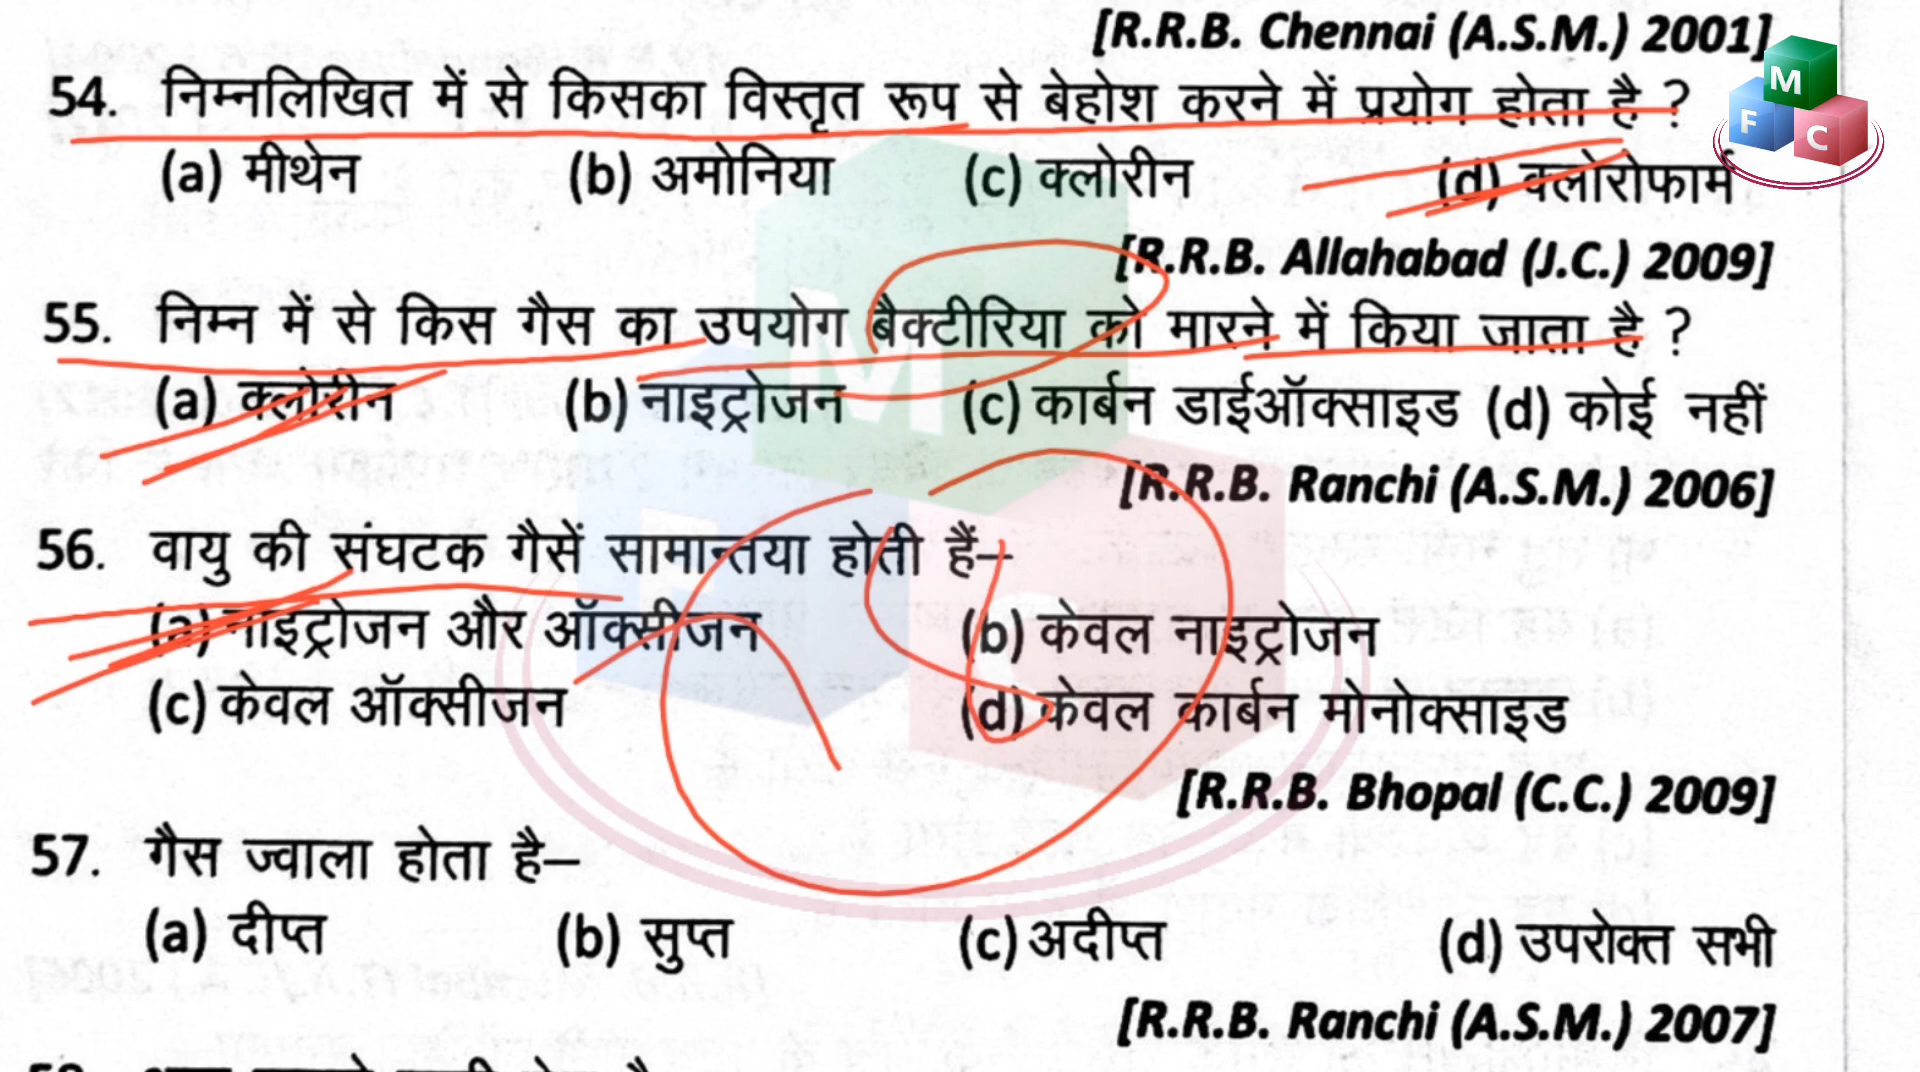 [R.R.B. Chennai (A.S.M.) 2001]
M
F C
54. निम्नलिखित में से किसका विस्तृत रूप से बेहोश करने में प्रयोग होता है ?
(a) मीथेन (b) अमोनिया (c) क्लोरीन (d) क्लोरोफार्म
[R.R.B. Allahabad (J.C.) 2009]
55. निम्न में से किस गैस का उपयोग बैक्टीरिया को मारने में किया जाता है ?
(a) क्लोरीन (b) नाइट्रोजन (c) कार्बन डाईऑक्साइड (d) कोई नहीं
[R.R.B. Ranchi (A.S.M.) 2006]
56. वायु की संघटक गैसें सामान्तया होती हैं–
(a) नाइट्रोजन और ऑक्सीजन (b) केवल नाइट्रोजन
(c) केवल ऑक्सीजन (d) केवल कार्बन मोनोक्साइड
[R.R.B. Bhopal (C.C.) 2009]
57. गैस ज्वाला होता है–
(a) दीप्त (b) सुप्त (c) अदीप्त (d) उपरोक्त सभी
[R.R.B. Ranchi (A.S.M.) 2007]